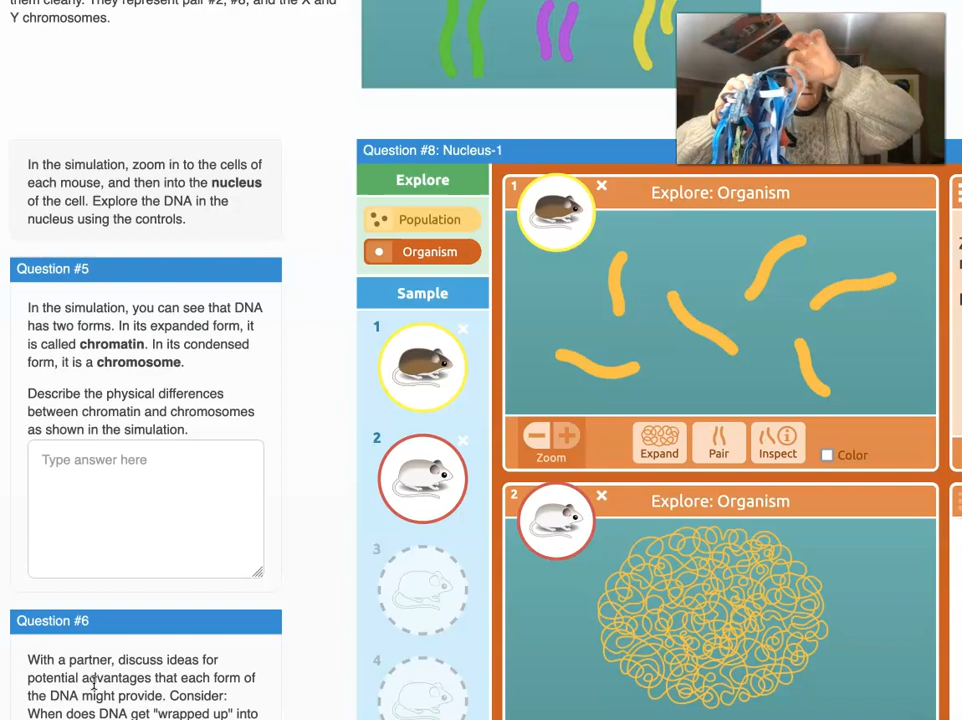 them clearly. They represent pair #2, #8, and the X and
Y chromosomes.
In the simulation, zoom in to the cells of
each mouse, and then into the nucleus
of the cell. Explore the DNA in the
nucleus using the controls.
Question #5
In the simulation, you can see that DNA
has two forms. In its expanded form, it
is called chromatin. In its condensed
form, it is a chromosome.
Describe the physical differences
between chromatin and chromosomes
as shown in the simulation.
Type answer here
Question #6
With a partner, discuss ideas for
potential advantages that each form of
the DNA might provide. Consider:
When does DNA get "wrapped up" into
Question #8: Nucleus-1
Explore
Population
Organism
Sample
1
2
3
4
1
Explore: Organism
Zoom
Expand
Pair
Inspect
Color
2
Explore: Organism